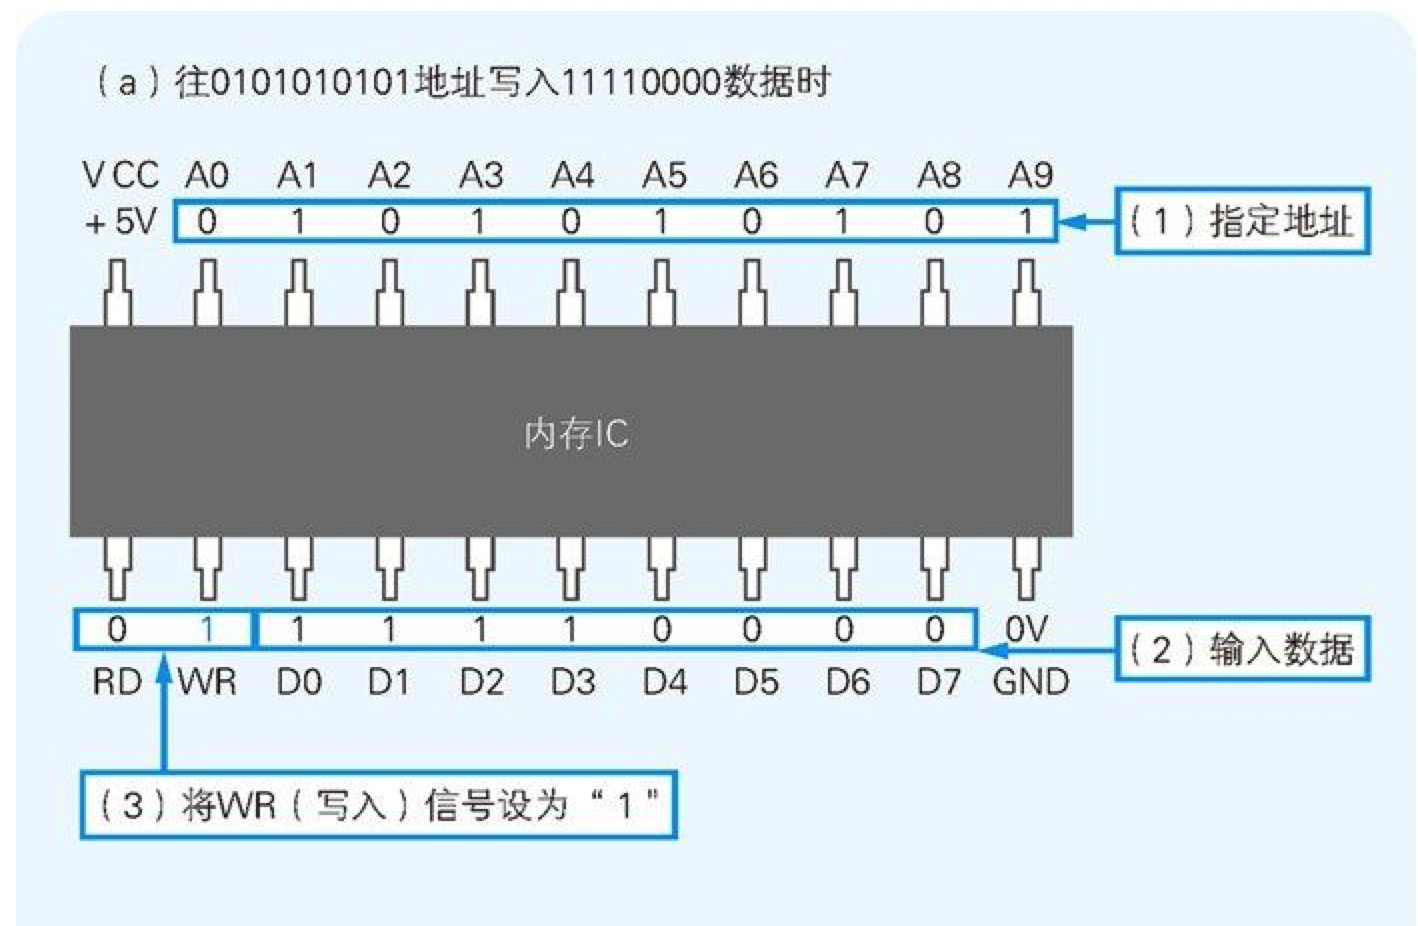 （a）往0101010101地址写入11110000数据时
VCC A0 A1 A2 A3 A4 A5 A6 A7 A8 A9
+5V 0 1 0 1 0 1 0 1 0 1
（1）指定地址
内存IC
0 1 1 1 1 1 0 0 0 0 0V
RD WR D0 D1 D2 D3 D4 D5 D6 D7 GND
（2）输入数据
（3）将WR（写入）信号设为“1”